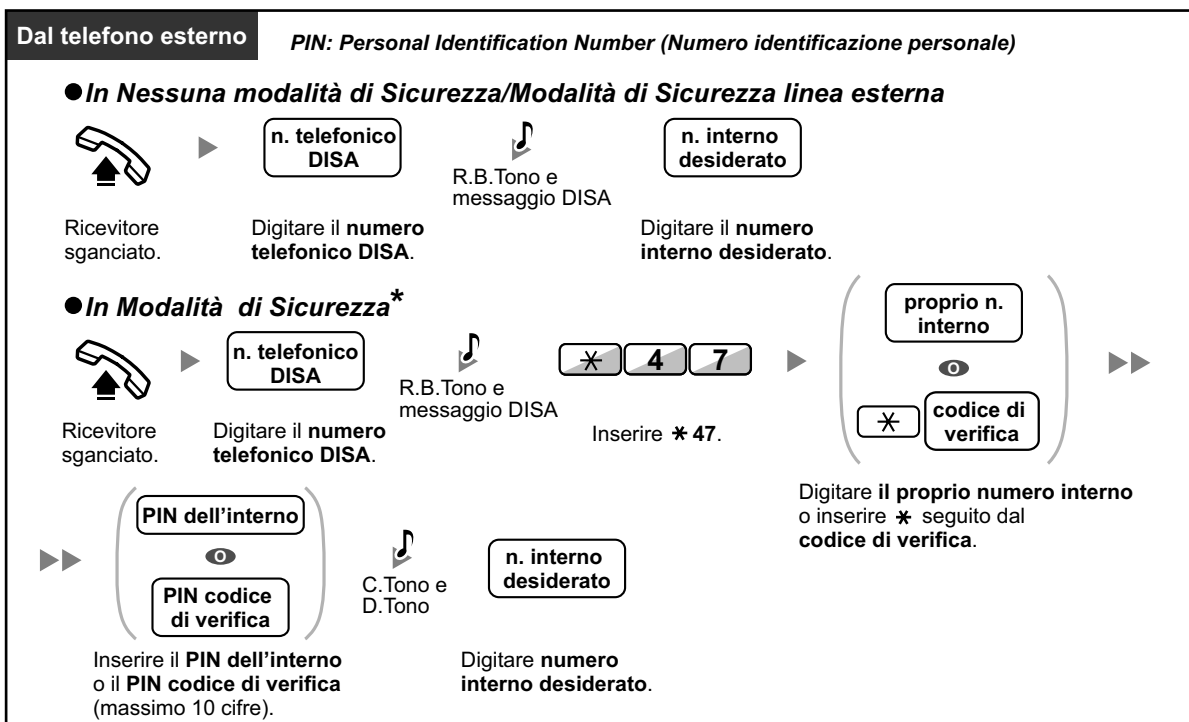 Dal telefono esterno
PIN: Personal Identification Number (Numero identificazione personale)
●In Nessuna modalità di Sicurezza/Modalità di Sicurezza linea esterna
n. telefonico
DISA
R.B.Tono e
messaggio DISA
n. interno
desiderato
Ricevitore
sganciato.
Digitare il numero
telefonico DISA.
Digitare il numero
interno desiderato.
●In Modalità di Sicurezza*
n. telefonico
DISA
R.B.Tono e
messaggio DISA
* 4 7
proprio n.
interno
o
* codice di
verifica
Ricevitore
sganciato.
Digitare il numero
telefonico DISA.
Inserire * 47.
Digitare il proprio numero interno
o inserire * seguito dal
codice di verifica.
PIN dell'interno
o
PIN codice
di verifica
C.Tono e
D.Tono
n. interno
desiderato
Inserire il PIN dell'interno
o il PIN codice di verifica
(massimo 10 cifre).
Digitare numero
interno desiderato.